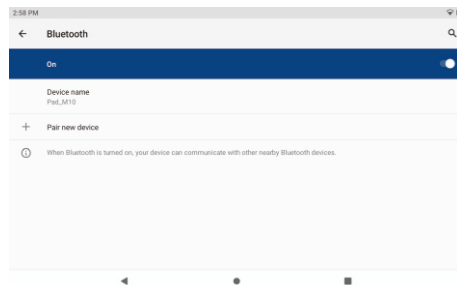 2:58 PM
Bluetooth
On
Device name
Pad_M10
Pair new device
When Bluetooth is turned on, your device can communicate with other nearby Bluetooth devices.